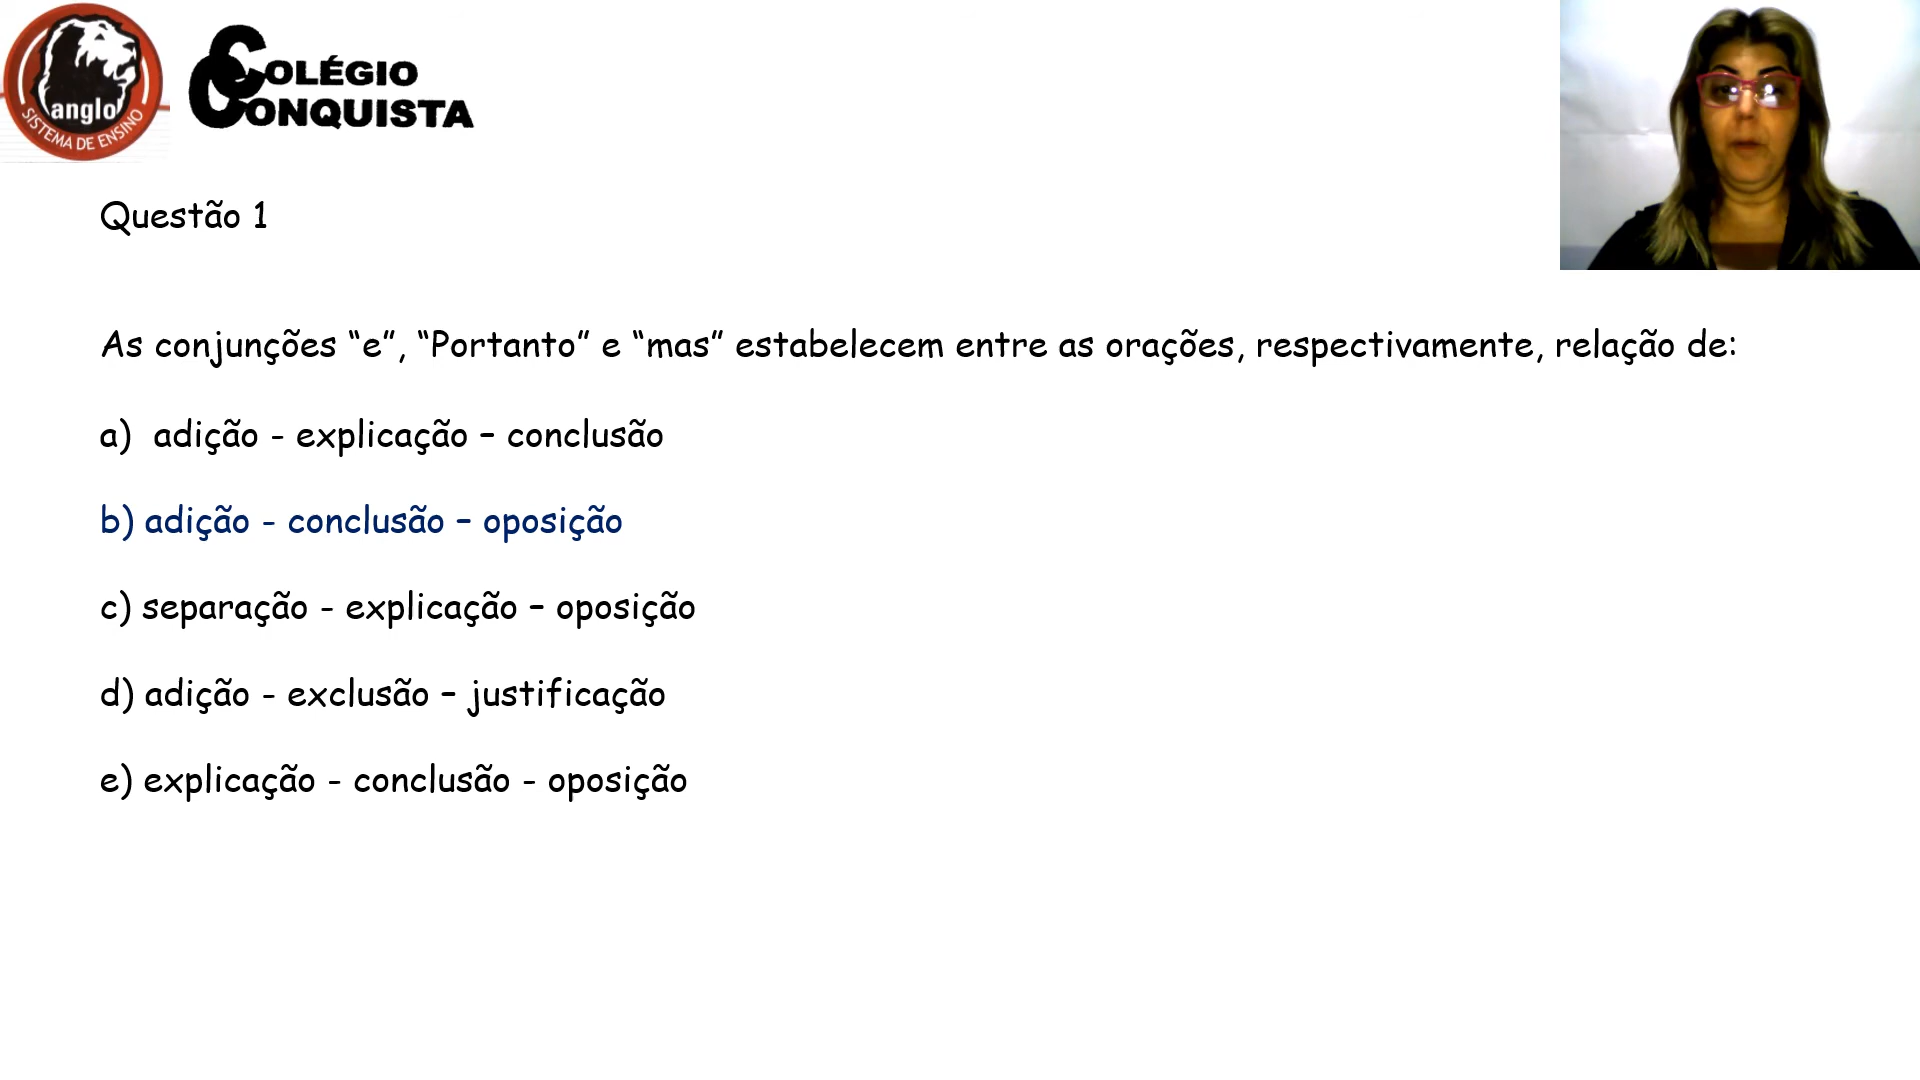 anglo
SISTEMA DE ENSINO
COLÉGIO
CONQUISTA
Questão 1
As conjunções “e”, “Portanto” e “mas” estabelecem entre as orações, respectivamente, relação de:
a) adição - explicação – conclusão
b) adição - conclusão – oposição
c) separação - explicação – oposição
d) adição - exclusão – justificação
e) explicação - conclusão - oposição